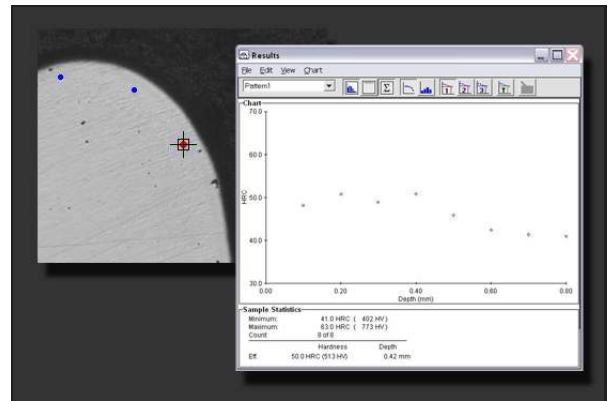 Results
File Edit View Chart
Pattern1
Chart
70.0
60.0
50.0
40.0
30.0
HRC
0.00 0.20 0.40 0.60 0.80
Depth (mm)
Sample Statistics
Minimum: 41.0 HRC ( 402 HV)
Maximum: 63.0 HRC ( 773 HV)
Count 8 of 8
Hardness Depth
Eff. 50.0 HRC (513 HV) 0.42 mm